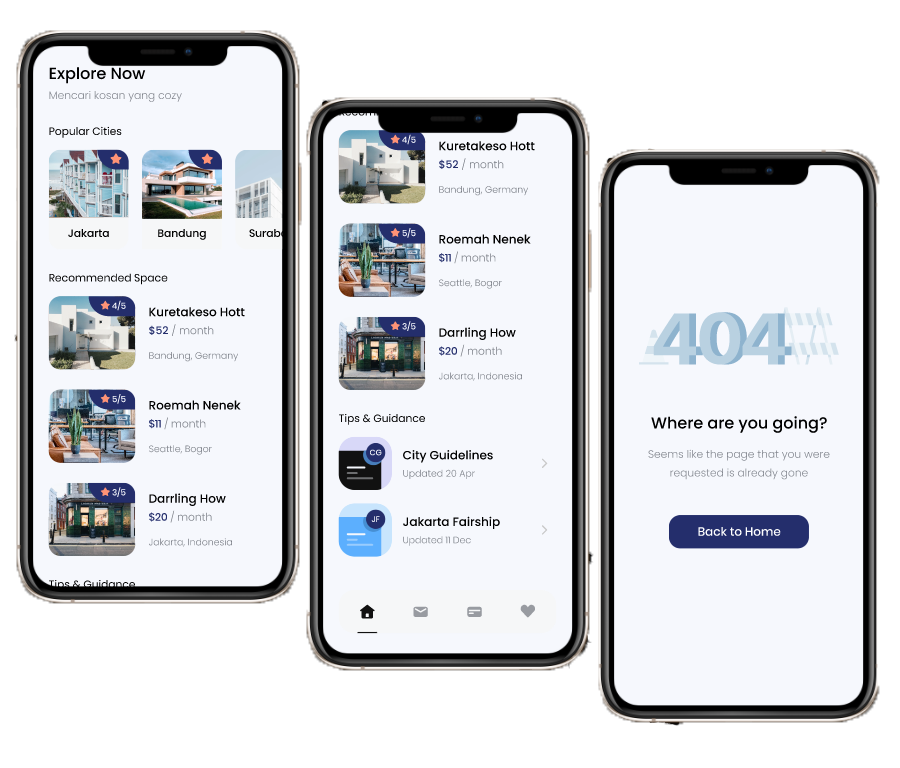 Explore Now
Mencari kosan yang cozy
Popular Cities
Jakarta
Bandung
Recommended Space
4/5
Kuretakeso Hott
$52 / month
Bandung, Germany
5/5
Roemah Nenek
$11 / month
Seattle, Bogor
3/5
Darrling How
$20 / month
Jakarta, Indonesia
Tips & Guidance
4/5
Kuretakeso Hott
$52 / month
Bandung, Germany
5/5
Roemah Nenek
$11 / month
Seattle, Bogor
3/5
Darrling How
$20 / month
Jakarta, Indonesia
Tips & Guidance
CG
City Guidelines
Updated 20 Apr
JF
Jakarta Fairship
Updated 11 Dec
404
Where are you going?
Seems like the page that you were
requested is already gone
Back to Home